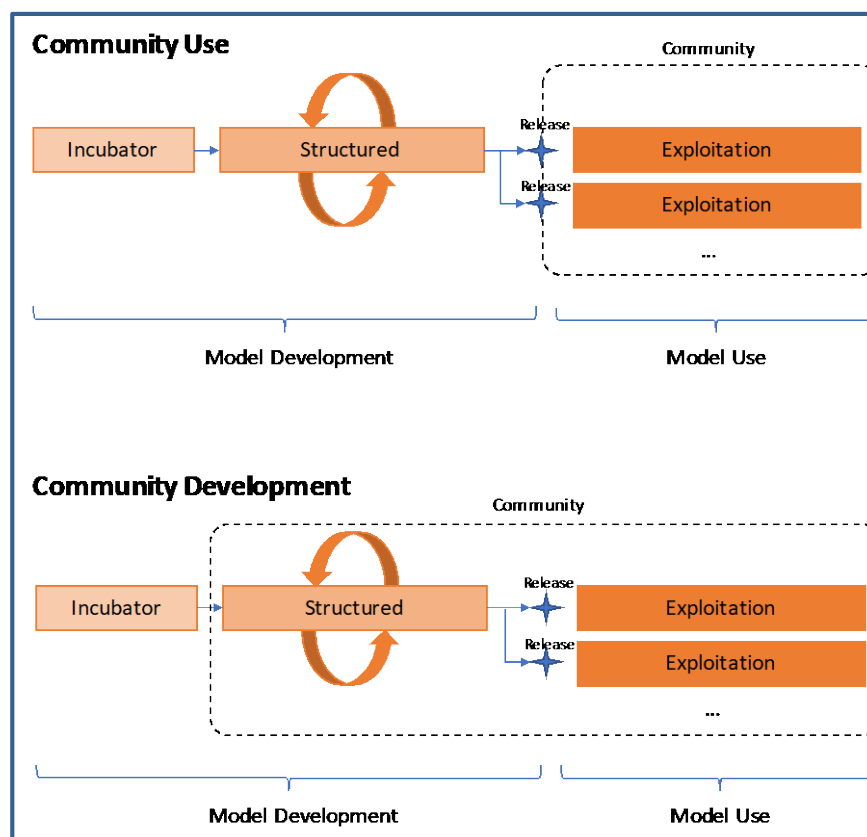 Community Use
Community
Release
Incubator
Structured
Exploitation
Release
Exploitation
...
Model Development
Model Use
Community Development
Community
Release
Incubator
Structured
Exploitation
Release
Exploitation
...
Model Development
Model Use